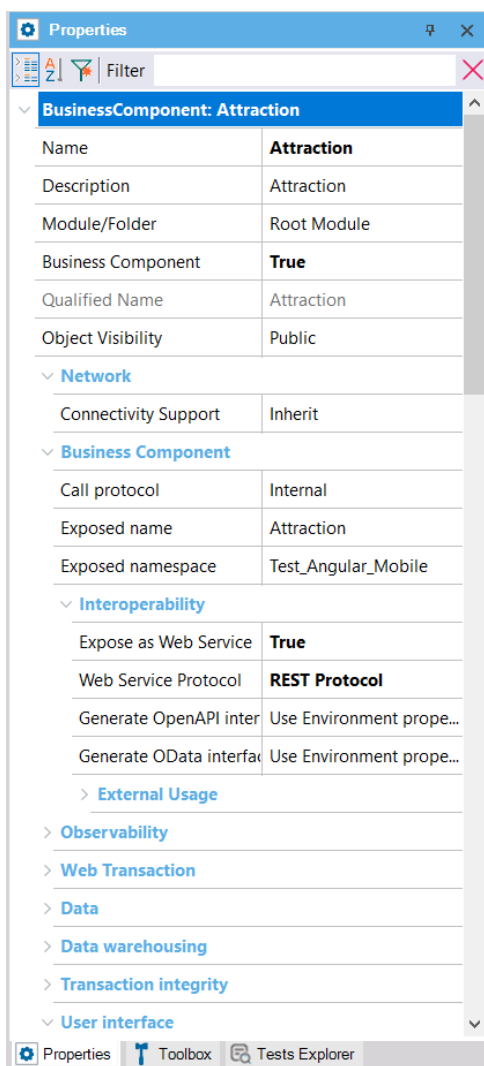 Properties
Filter
BusinessComponent: Attraction
Name Attraction
Description Attraction
Module/Folder Root Module
Business Component True
Qualified Name Attraction
Object Visibility Public
Network
Connectivity Support Inherit
Business Component
Call protocol Internal
Exposed name Attraction
Exposed namespace Test_Angular_Mobile
Interoperability
Expose as Web Service True
Web Service Protocol REST Protocol
Generate OpenAPI inter Use Environment prope...
Generate OData interfac Use Environment prope...
External Usage
Observability
Web Transaction
Data
Data warehousing
Transaction integrity
User interface
Properties Toolbox Tests Explorer